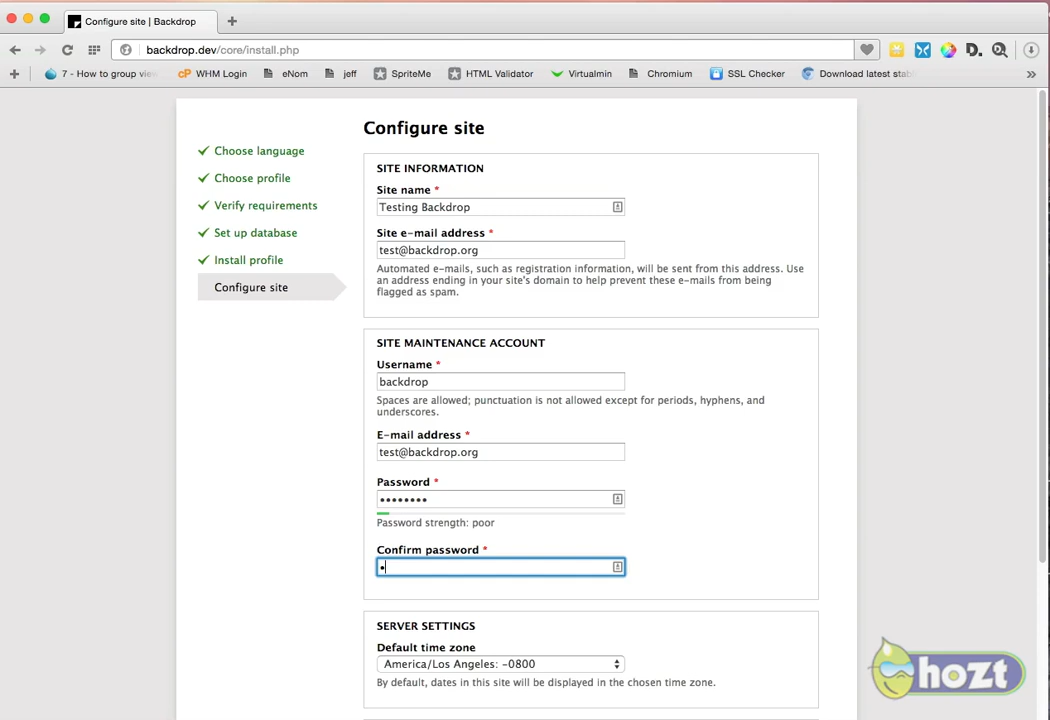 Configure site | Backdrop
backdrop.dev/core/install.php
7 - How to group view
cP WHM Login
eNom
jeff
SpriteMe
HTML Validator
Virtualmin
Chromium
SSL Checker
Download latest stab
D.
Configure site
Choose language
Choose profile
Verify requirements
Set up database
Install profile
Configure site
SITE INFORMATION
Site name *
Testing Backdrop
Site e-mail address *
test@backdrop.org
Automated e-mails, such as registration information, will be sent from this address. Use
an address ending in your site's domain to help prevent these e-mails from being
flagged as spam.
SITE MAINTENANCE ACCOUNT
Username *
backdrop
Spaces are allowed; punctuation is not allowed except for periods, hyphens, and
underscores.
E-mail address *
test@backdrop.org
Password *
••••••••
Password strength: poor
Confirm password *
•
SERVER SETTINGS
Default time zone
America/Los Angeles: -0800
By default, dates in this site will be displayed in the chosen time zone.
hozt